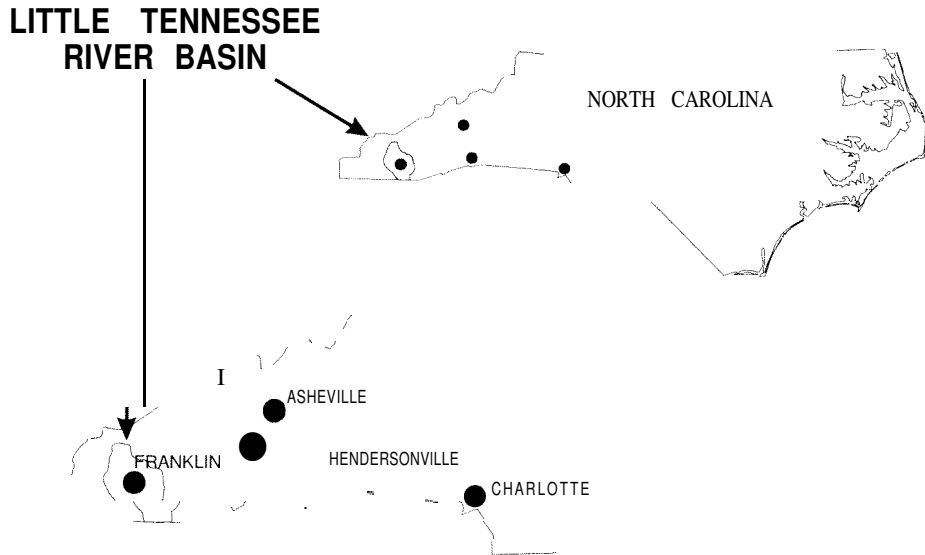 LITTLE TENNESSEE
RIVER BASIN
NORTH CAROLINA
I
ASHEVILLE
FRANKLIN
HENDERSONVILLE
CHARLOTTE